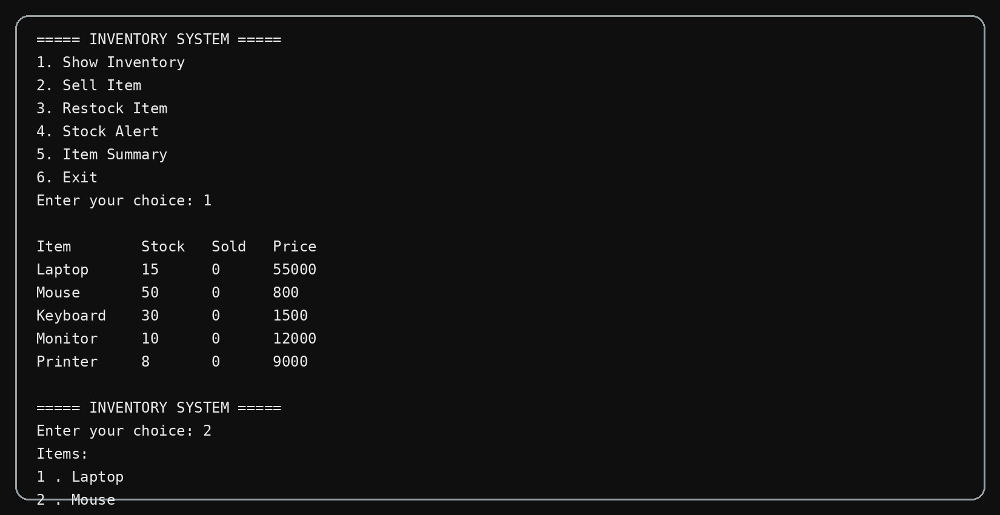 ===== INVENTORY SYSTEM =====
1. Show Inventory
2. Sell Item
3. Restock Item
4. Stock Alert
5. Item Summary
6. Exit
Enter your choice: 1

Item        Stock   Sold   Price
Laptop      15      0      55000
Mouse       50      0      800
Keyboard    30      0      1500
Monitor     10      0      12000
Printer     8       0      9000

===== INVENTORY SYSTEM =====
Enter your choice: 2
Items:
1 . Laptop
2 . Mouse